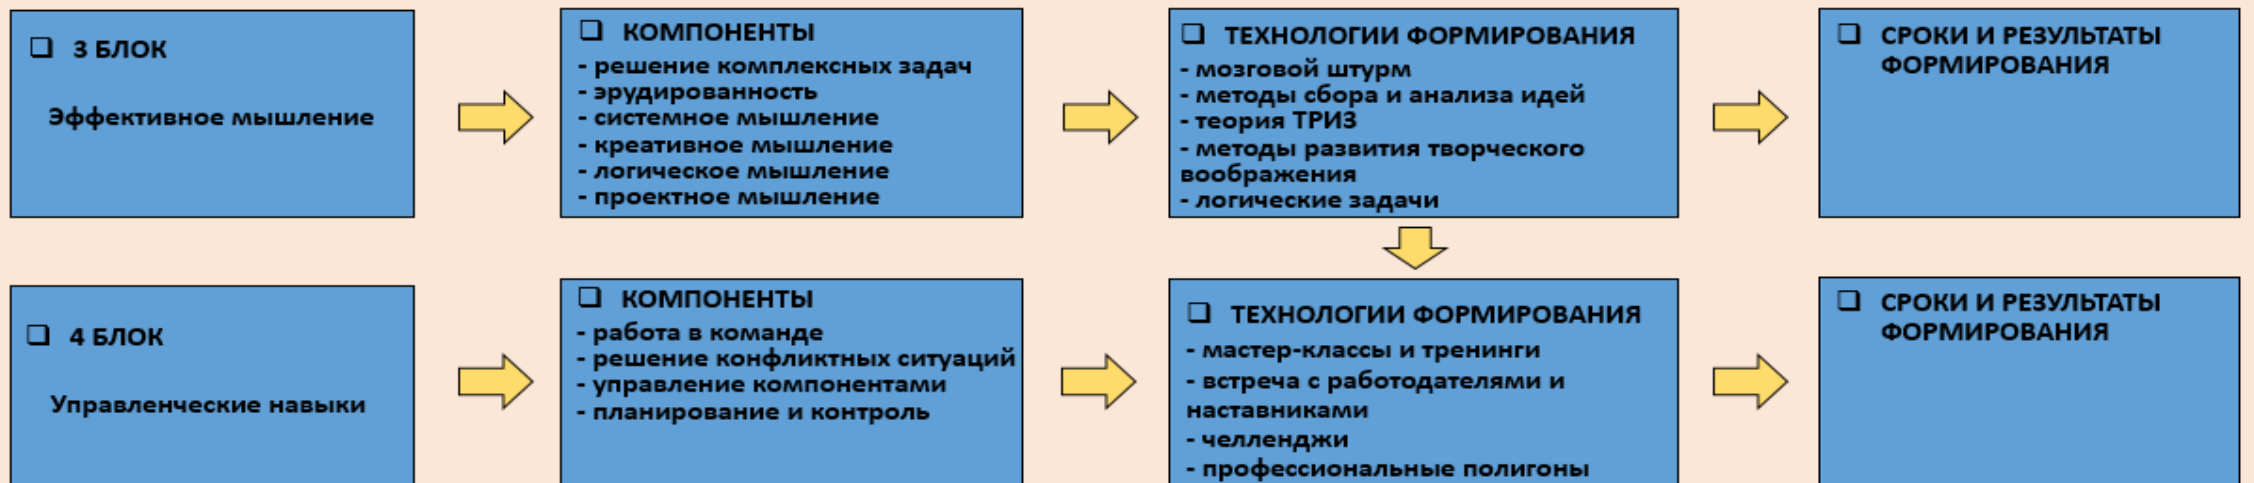 ❑ 3 БЛОК
Эффективное мышление
❑ КОМПОНЕНТЫ
- решение комплексных задач
- эрудированность
- системное мышление
- креативное мышление
- логическое мышление
- проектное мышление
❑ ТЕХНОЛОГИИ ФОРМИРОВАНИЯ
- мозговой штурм
- методы сбора и анализа идей
- теория ТРИЗ
- методы развития творческого
воображения
- логические задачи
❑ СРОКИ И РЕЗУЛЬТАТЫ
ФОРМИРОВАНИЯ
❑ 4 БЛОК
Управленческие навыки
❑ КОМПОНЕНТЫ
- работа в команде
- решение конфликтных ситуаций
- управление компонентами
- планирование и контроль
❑ ТЕХНОЛОГИИ ФОРМИРОВАНИЯ
- мастер-классы и тренинги
- встреча с работодателями и
наставниками
- челленджи
- профессиональные полигоны
❑ СРОКИ И РЕЗУЛЬТАТЫ
ФОРМИРОВАНИЯ